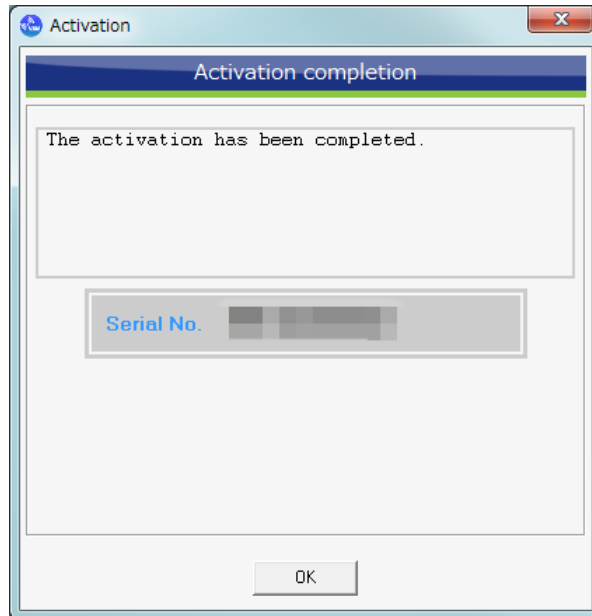 Activation
Activation completion
The activation has been completed.
Serial No.
OK